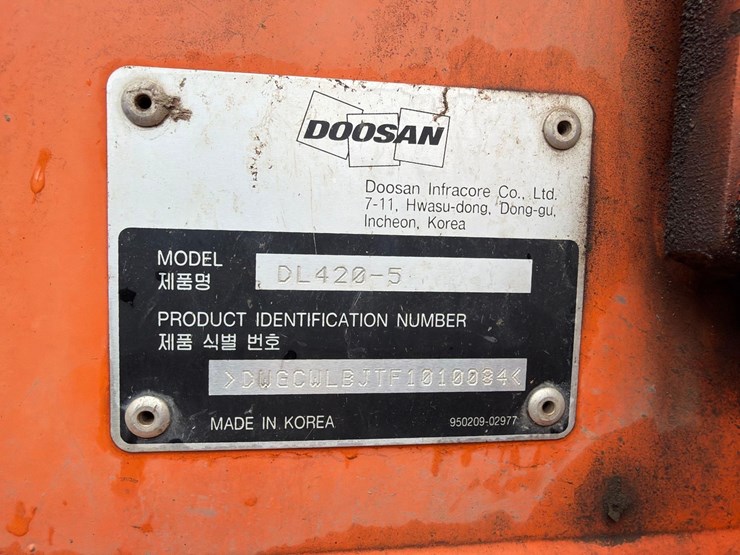 DOOSAN
Doosan Infracore Co., Ltd.
7-11, Hwasu-dong, Dong-gu,
Incheon, Korea
MODEL
제품명
DL420-5
PRODUCT IDENTIFICATION NUMBER
제품 식별 번호
>DWGCWLBJTF1010084<
MADE IN KOREA
950209-02977